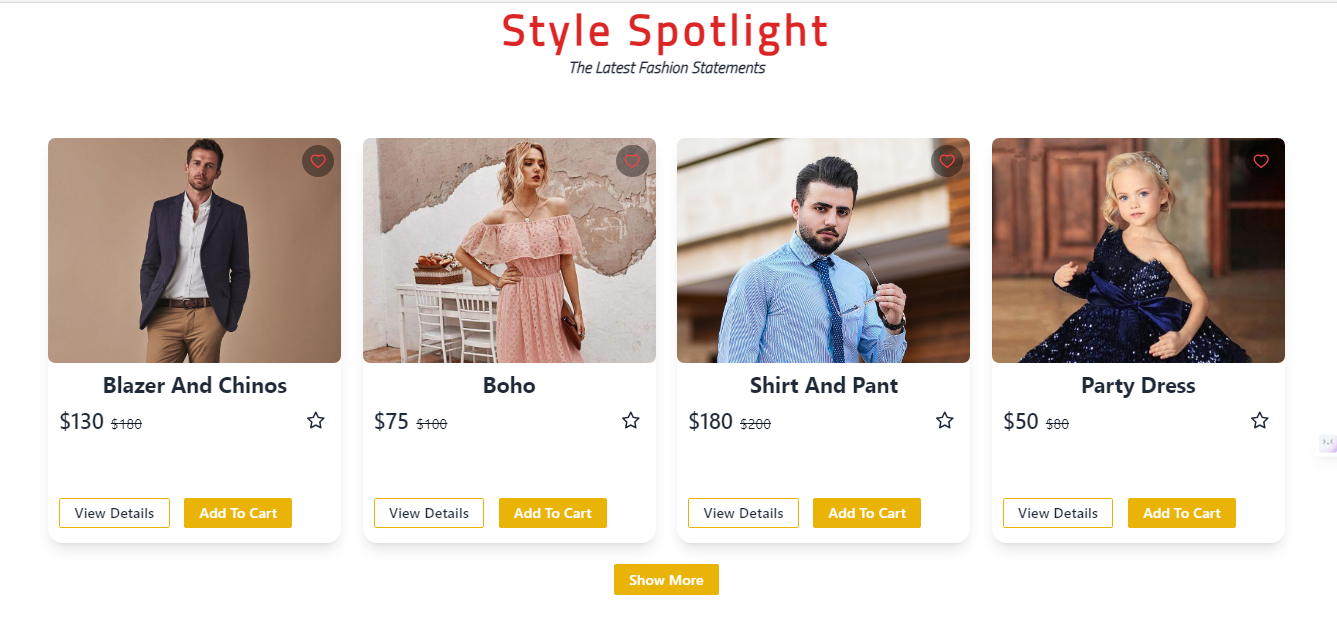 Style Spotlight
The Latest Fashion Statements
Blazer And Chinos
$130 $180
View Details
Add To Cart
Boho
$75 $100
View Details
Add To Cart
Shirt And Pant
$180 $200
View Details
Add To Cart
Party Dress
$50 $80
View Details
Add To Cart
Show More